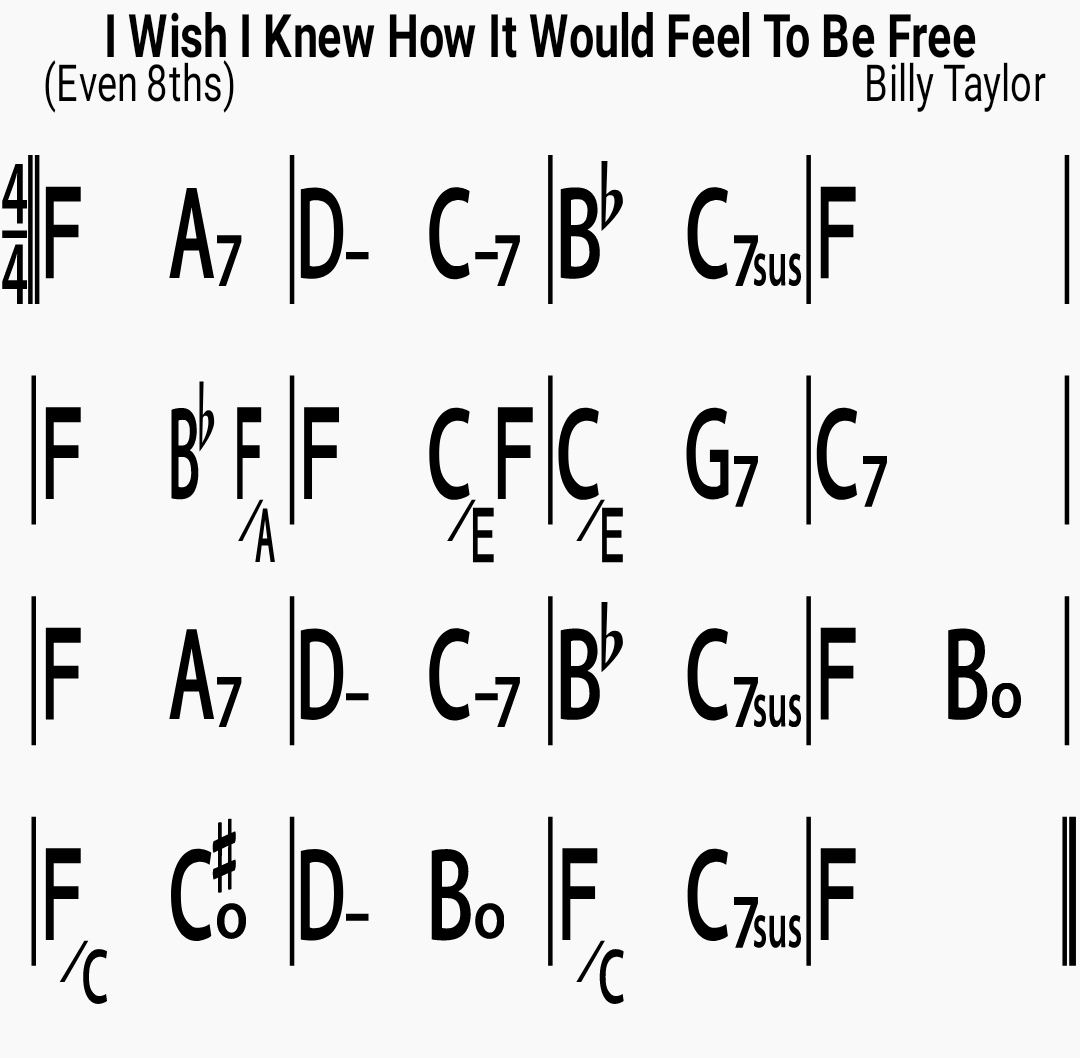 I Wish I Knew How It Would Feel To Be Free
(Even 8ths) Billy Taylor
4/4 F A7 | D– C–7 | B♭ C7sus | F |
| F B♭ F/A | F C/E F | C/E G7 | C7 |
| F A7 | D– C–7 | B♭ C7sus | F Bo |
| F/C C♯o | D– Bo | F/C C7sus | F ||